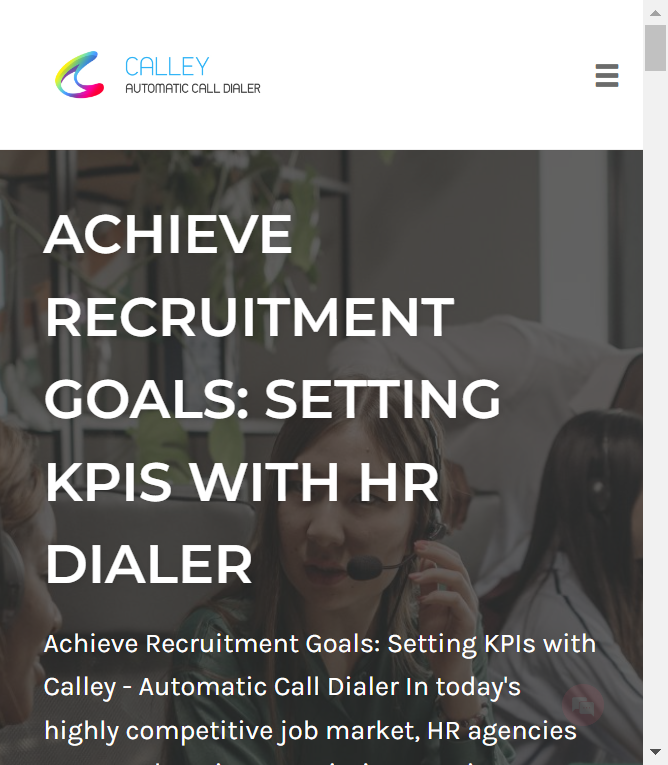 CALLEY
AUTOMATIC CALL DIALER
ACHIEVE
RECRUITMENT
GOALS: SETTING
KPIS WITH HR
DIALER
Achieve Recruitment Goals: Setting KPIs with
Calley - Automatic Call Dialer In today's
highly competitive job market, HR agencies